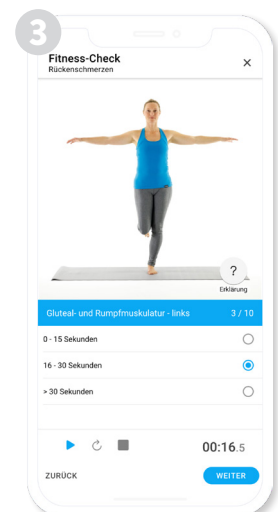 3
Fitness-Check
Rückenschmerzen
?
Erklärung
Gluteal- und Rumpfmuskulatur - links 3 / 10
0 - 15 Sekunden
16 - 30 Sekunden
> 30 Sekunden
00:16.5
ZURÜCK WEITER